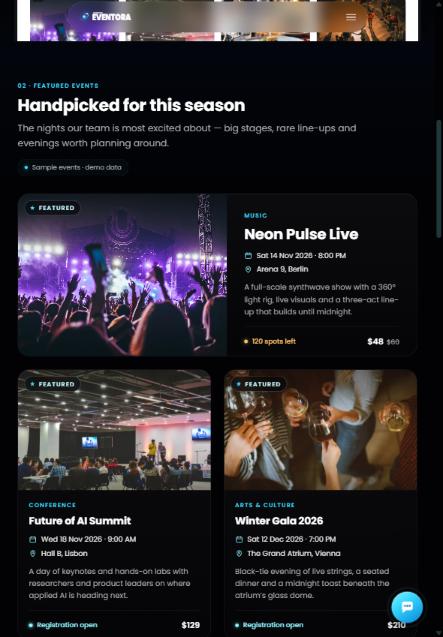 EVENTORA
02 · FEATURED EVENTS
Handpicked for this season
The nights our team is most excited about — big stages, rare line-ups and
evenings worth planning around.
Sample events · demo data
★ FEATURED
MUSIC
Neon Pulse Live
Sat 14 Nov 2026 · 8:00 PM
Arena 9, Berlin
A full-scale synthwave show with a 360°
light rig, live visuals and a three-act line-
up that builds until midnight.
120 spots left
$48 $60
★ FEATURED
CONFERENCE
Future of AI Summit
Wed 18 Nov 2026 · 9:00 AM
Hall B, Lisbon
A day of keynotes and hands-on labs with
researchers and product leaders on where
applied AI is heading next.
Registration open
$129
★ FEATURED
ARTS & CULTURE
Winter Gala 2026
Sat 12 Dec 2026 · 7:00 PM
The Grand Atrium, Vienna
Black-tie evening of live strings, a seated
dinner and a midnight toast beneath the
atrium's glass dome.
Registration open
$210